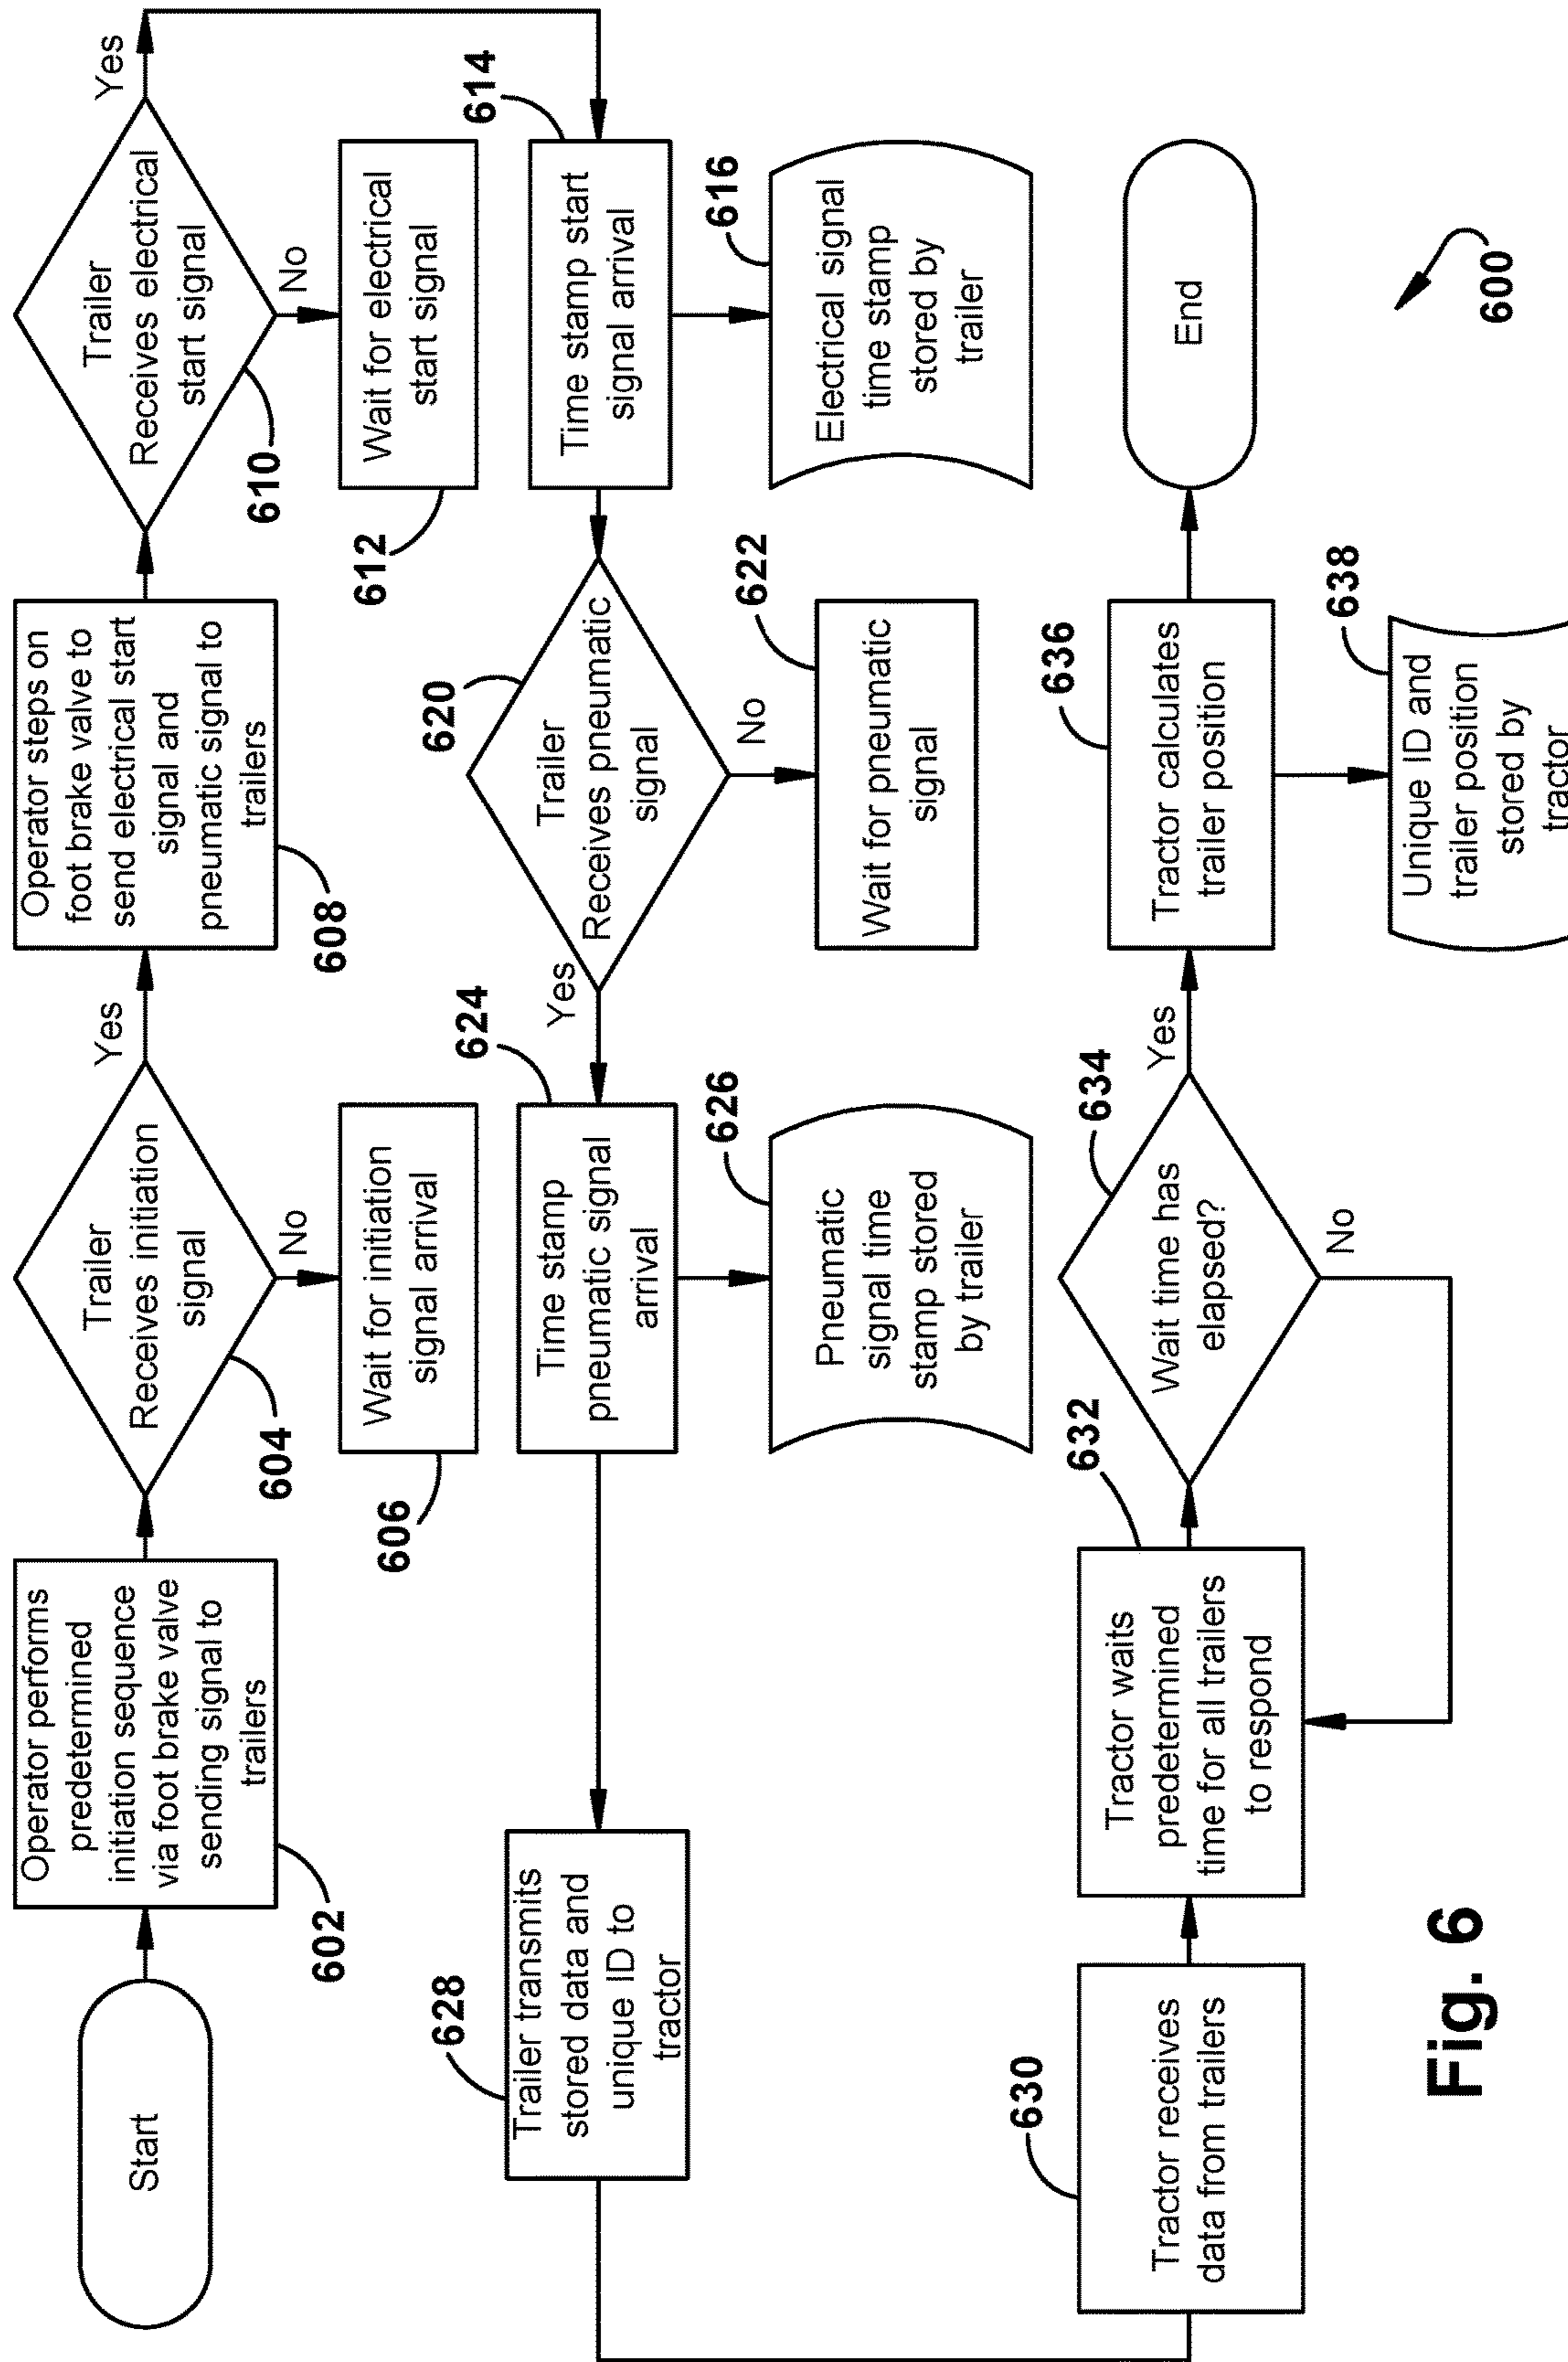 Start
Operator performs
predetermined
initiation sequence
via foot brake valve
sending signal to
trailers
602
Trailer
Receives initiation
signal
604
Yes
No
Wait for initiation
signal arrival
606
Operator steps on
foot brake valve to
send electrical start
signal and
pneumatic signal to
trailers
608
Trailer
Receives electrical
start signal
610
Yes
No
Wait for electrical
start signal
612
Time stamp start
signal arrival
614
Electrical signal
time stamp
stored by
trailer
616
Trailer
Receives pneumatic
signal
620
No
Wait for pneumatic
signal
622
Yes
Time stamp
pneumatic signal
arrival
624
Pneumatic
signal time
stamp stored
by trailer
626
Trailer transmits
stored data and
unique ID to
tractor
628
Tractor receives
data from trailers
630
Tractor waits
predetermined
time for all trailers
to respond
632
Wait time has
elapsed?
634
No
Yes
Tractor calculates
trailer position
636
Unique ID and
trailer position
stored by
tractor
638
End
600
Fig. 6